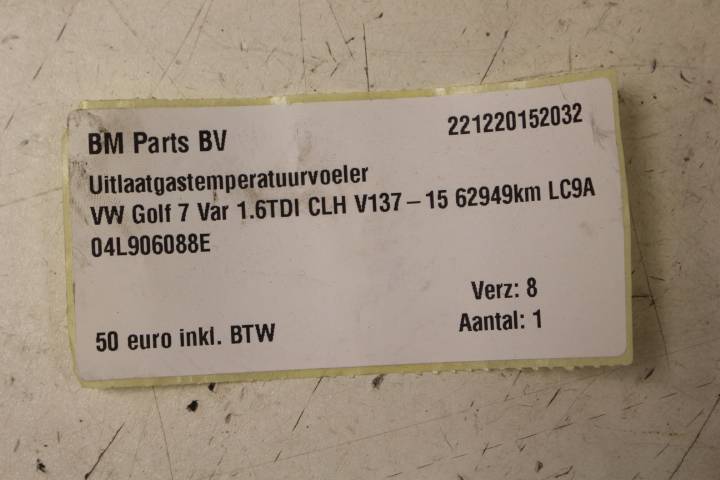 BM Parts BV 221220152032
Uitlaatgastemperatuurvoeler
VW Golf 7 Var 1.6TDI CLH V137 – 15 62949km LC9A
04L906088E
Verz: 8
50 euro inkl. BTW Aantal: 1